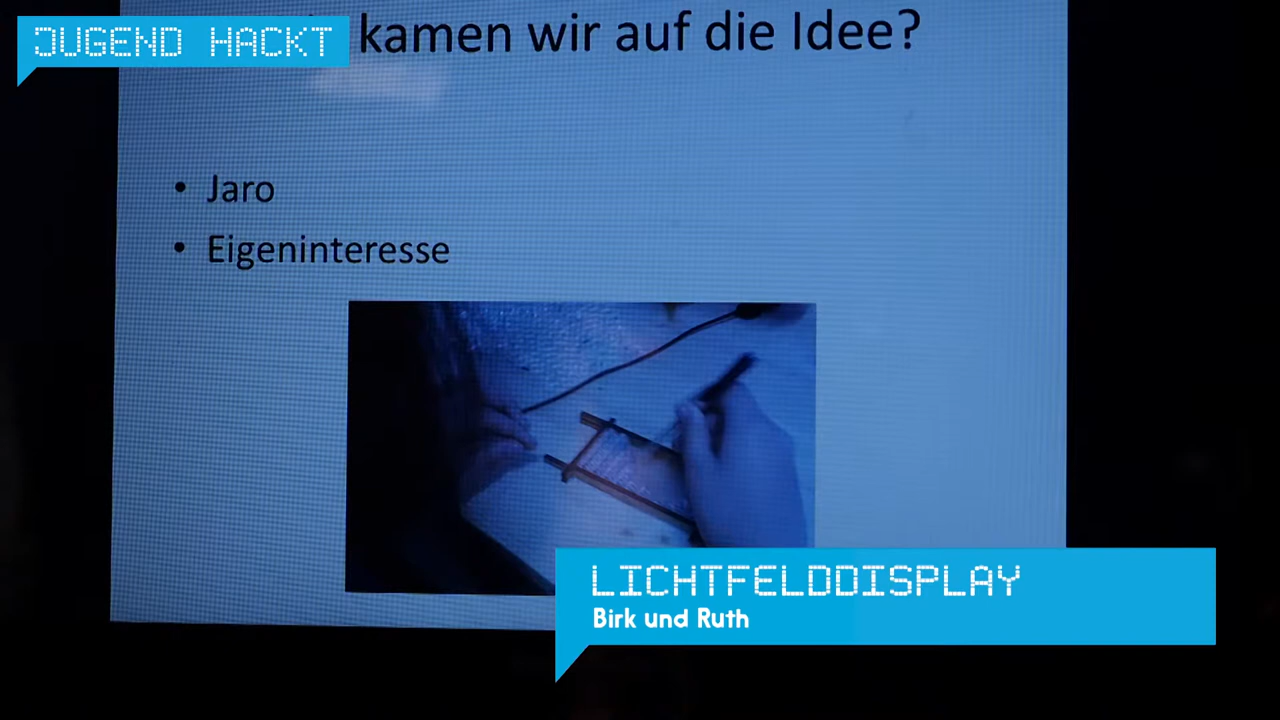 JUGEND HACKT
kamen wir auf die Idee?
• Jaro
• Eigeninteresse
LICHTFELDDISPLAY
Birk und Ruth